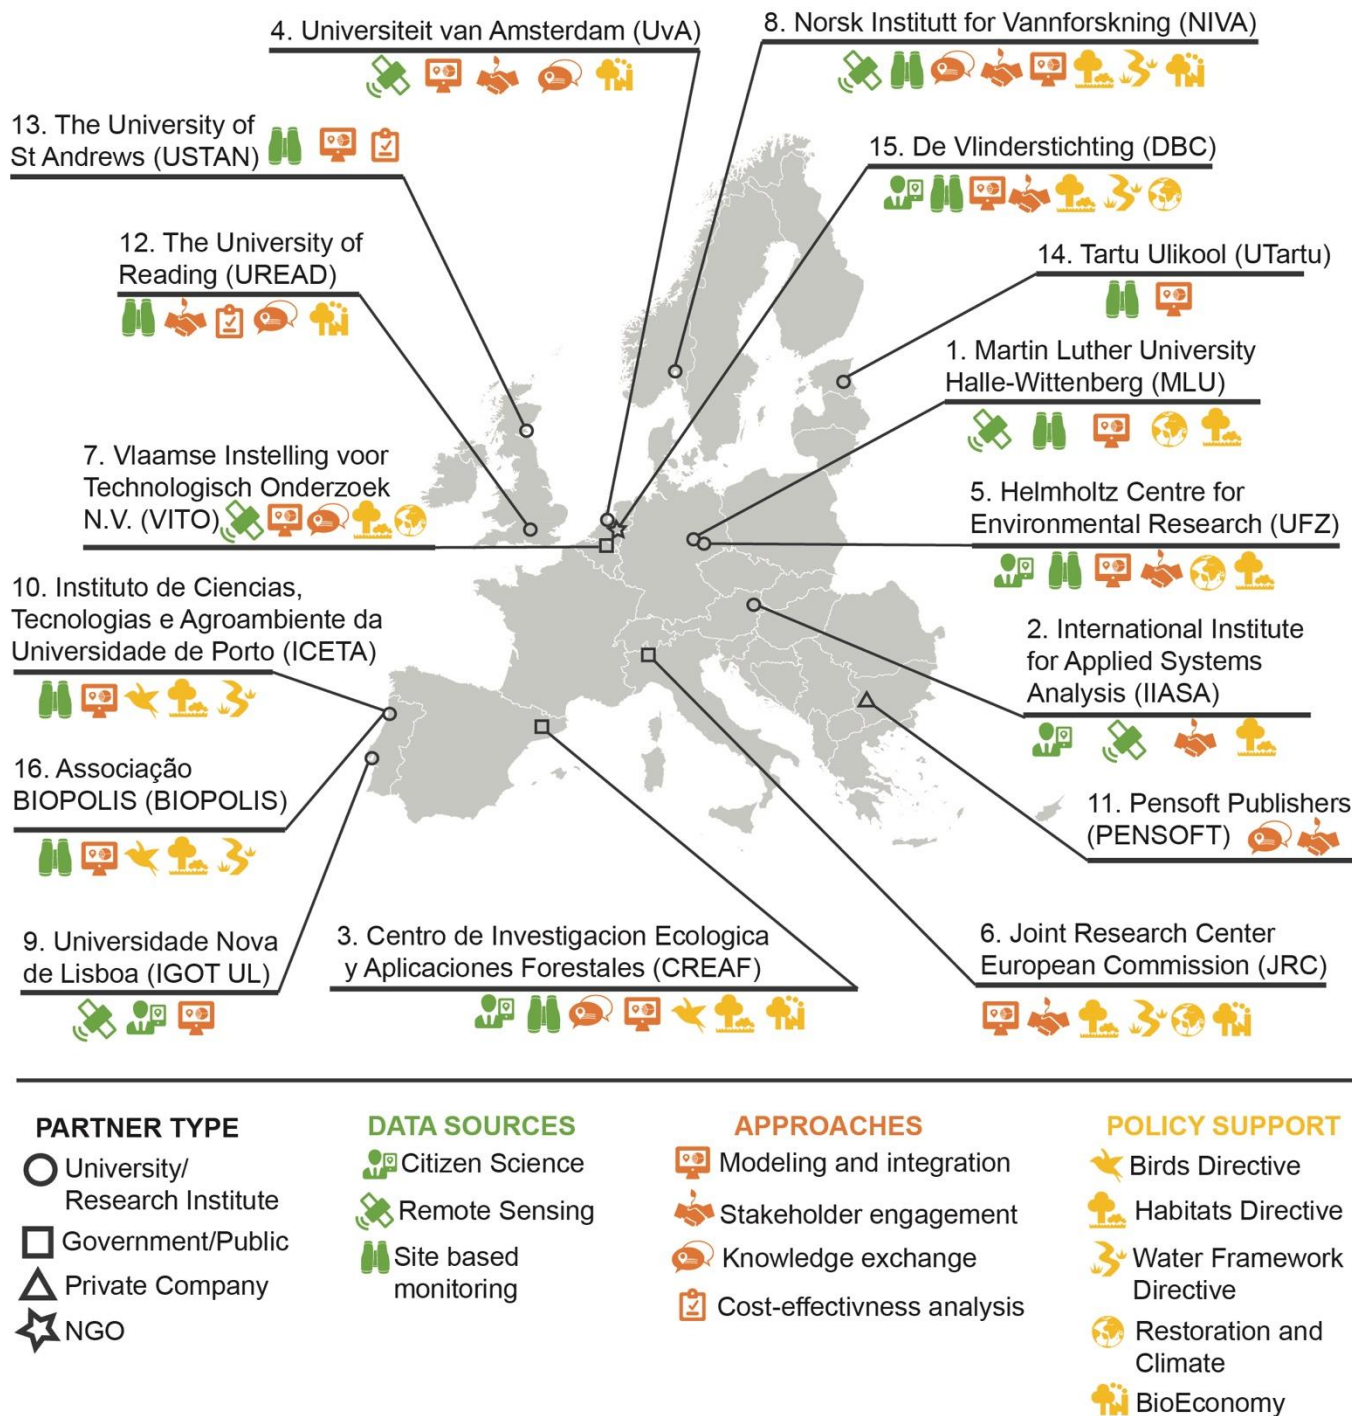 4. Universiteit van Amsterdam (UvA)
8. Norsk Institutt for Vannforskning (NIVA)
13. The University of
St Andrews (USTAN)
15. De Vlinderstichting (DBC)
12. The University of
Reading (UREAD)
14. Tartu Ulikool (UTartu)
1. Martin Luther University
Halle-Wittenberg (MLU)
7. Vlaamse Instelling voor
Technologisch Onderzoek
N.V. (VITO)
5. Helmholtz Centre for
Environmental Research (UFZ)
10. Instituto de Ciencias,
Tecnologias e Agroambiente da
Universidade de Porto (ICETA)
2. International Institute
for Applied Systems
Analysis (IIASA)
16. Associação
BIOPOLIS (BIOPOLIS)
11. Pensoft Publishers
(PENSOFT)
9. Universidade Nova
de Lisboa (IGOT UL)
3. Centro de Investigacion Ecologica
y Aplicaciones Forestales (CREAF)
6. Joint Research Center
European Commission (JRC)
PARTNER TYPE
University/
Research Institute
Government/Public
Private Company
NGO
DATA SOURCES
Citizen Science
Remote Sensing
Site based
monitoring
APPROACHES
Modeling and integration
Stakeholder engagement
Knowledge exchange
Cost-effectivness analysis
POLICY SUPPORT
Birds Directive
Habitats Directive
Water Framework
Directive
Restoration and
Climate
BioEconomy